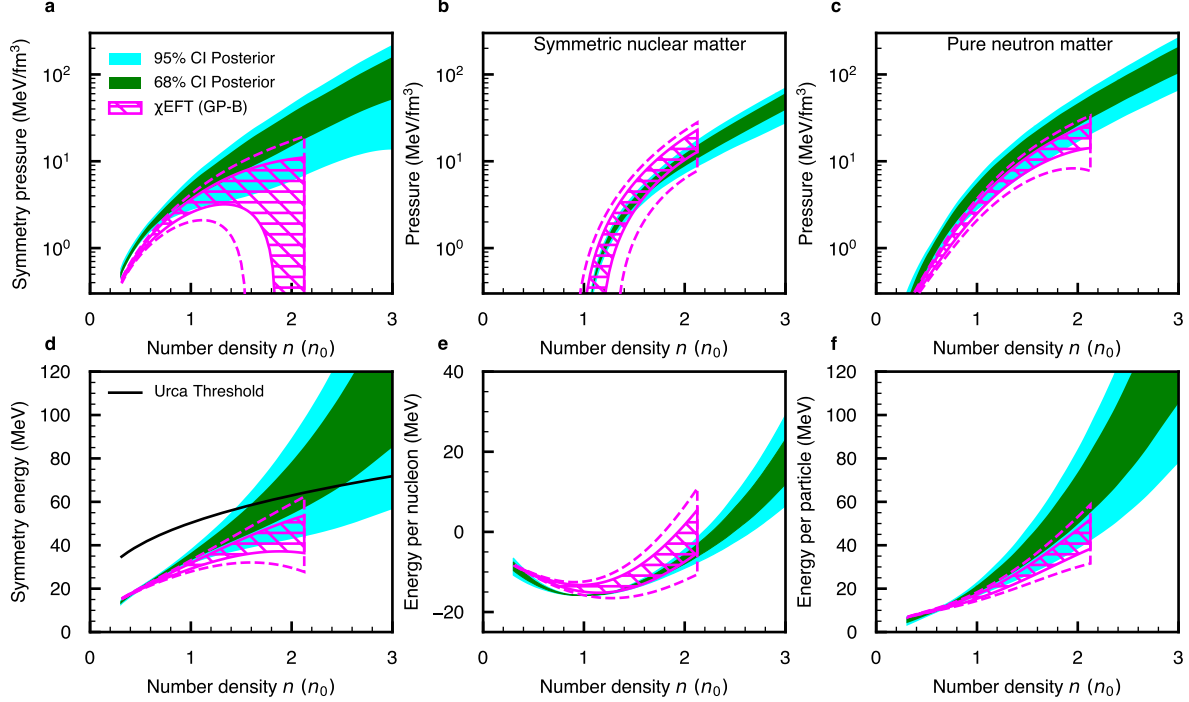 a
Symmetry pressure (MeV/fm³)
10²
10¹
10⁰
95% CI Posterior
68% CI Posterior
χEFT (GP-B)
0 1 2 3
Number density n (n₀)
b
Symmetric nuclear matter
Pressure (MeV/fm³)
10²
10¹
10⁰
0 1 2 3
Number density n (n₀)
c
Pure neutron matter
Pressure (MeV/fm³)
10²
10¹
10⁰
0 1 2 3
Number density n (n₀)
d
Symmetry energy (MeV)
120
100
80
60
40
20
0
Urca Threshold
0 1 2 3
Number density n (n₀)
e
Energy per nucleon (MeV)
40
20
0
−20
0 1 2 3
Number density n (n₀)
f
Energy per particle (MeV)
120
100
80
60
40
20
0
0 1 2 3
Number density n (n₀)